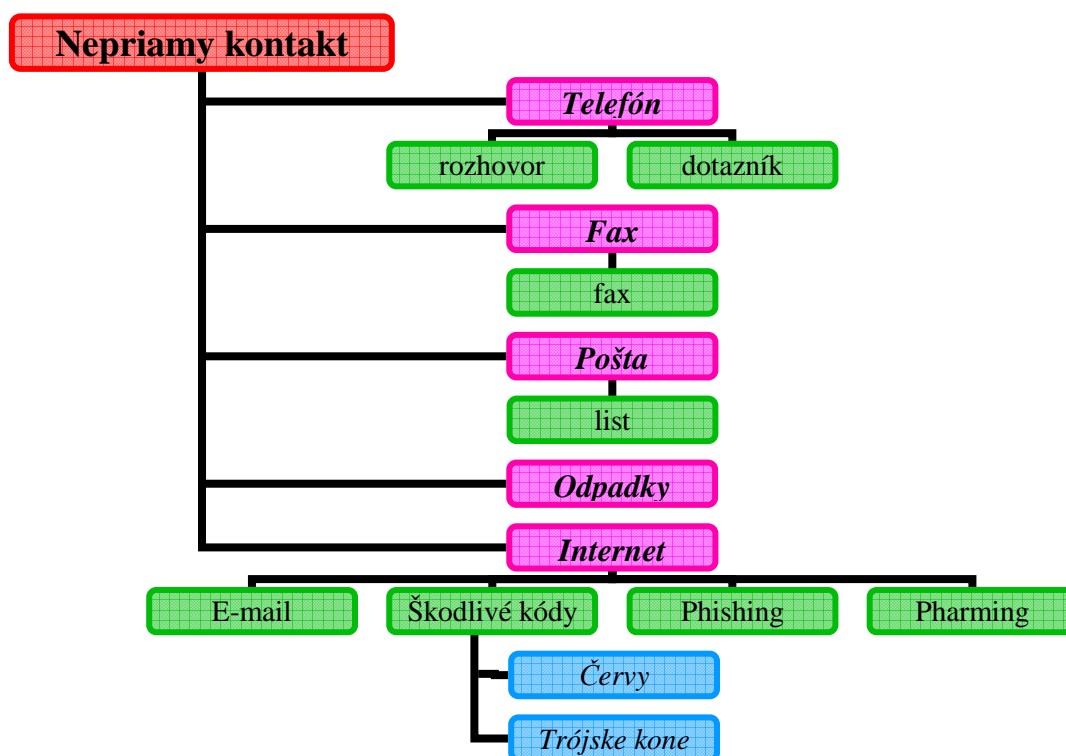 Nepriamy kontakt
Telefón
rozhovor
dotazník
Fax
fax
Pošta
list
Odpadky
Internet
E-mail
Škodlivé kódy
Phishing
Pharming
Červy
Trójske kone